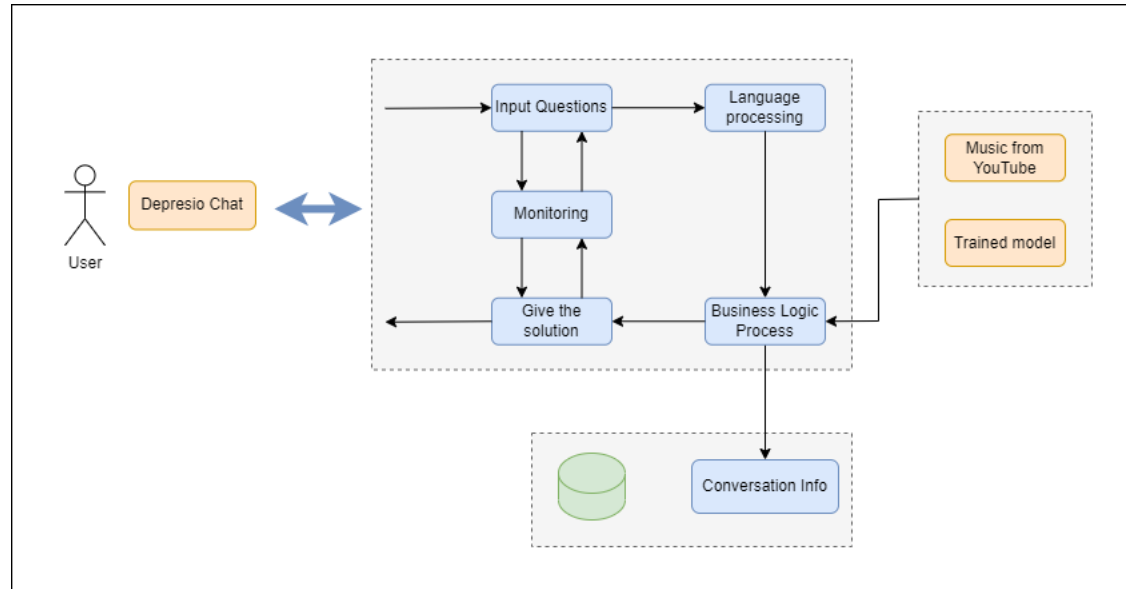 Input Questions
Language
processing
Music from
YouTube
Depresio Chat
Monitoring
Trained model
User
Give the
solution
Business Logic
Process
Conversation Info